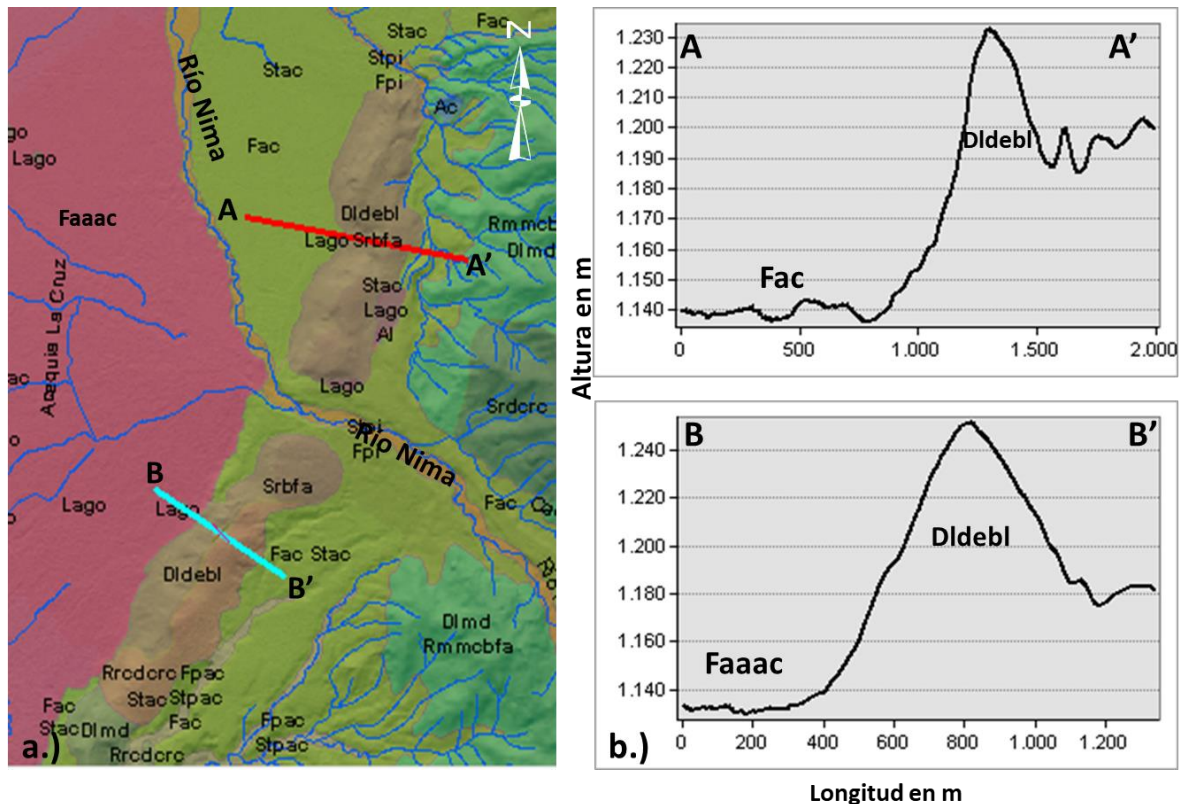 Fac
Stac
Stpi
Fpi
Stac
N
Río Nima
Ac
go
Lago
Fac
Faaac
A
Dldebl
Lago Srbfa
A'
Rmmcb
Dlmd
Stac
Lago
Al
Acequia La Cruz
ac
Lago
Srdcrc
Río Nima
Fpi
o
B
Lago
Lago
Srbfa
Fac
Fac Stac
Dldebl
B'
Dlmd
Rmmcbfa
Rrcdcrc Fpac
Stac Stpac
Fac
Fac
Stac Dlmd
Rrcdcrc
Fpac
Stpac
a.)
Altura en m
A
A'
1.230
1.220
1.210
1.200
1.190
1.180
1.170
1.160
1.150
1.140
Dldebl
Fac
0
500
1.000
1.500
2.000
B
B'
1.240
1.220
1.200
1.180
1.160
1.140
Dldebl
Faaac
b.)
0
200
400
600
800
1.000
1.200
Longitud en m